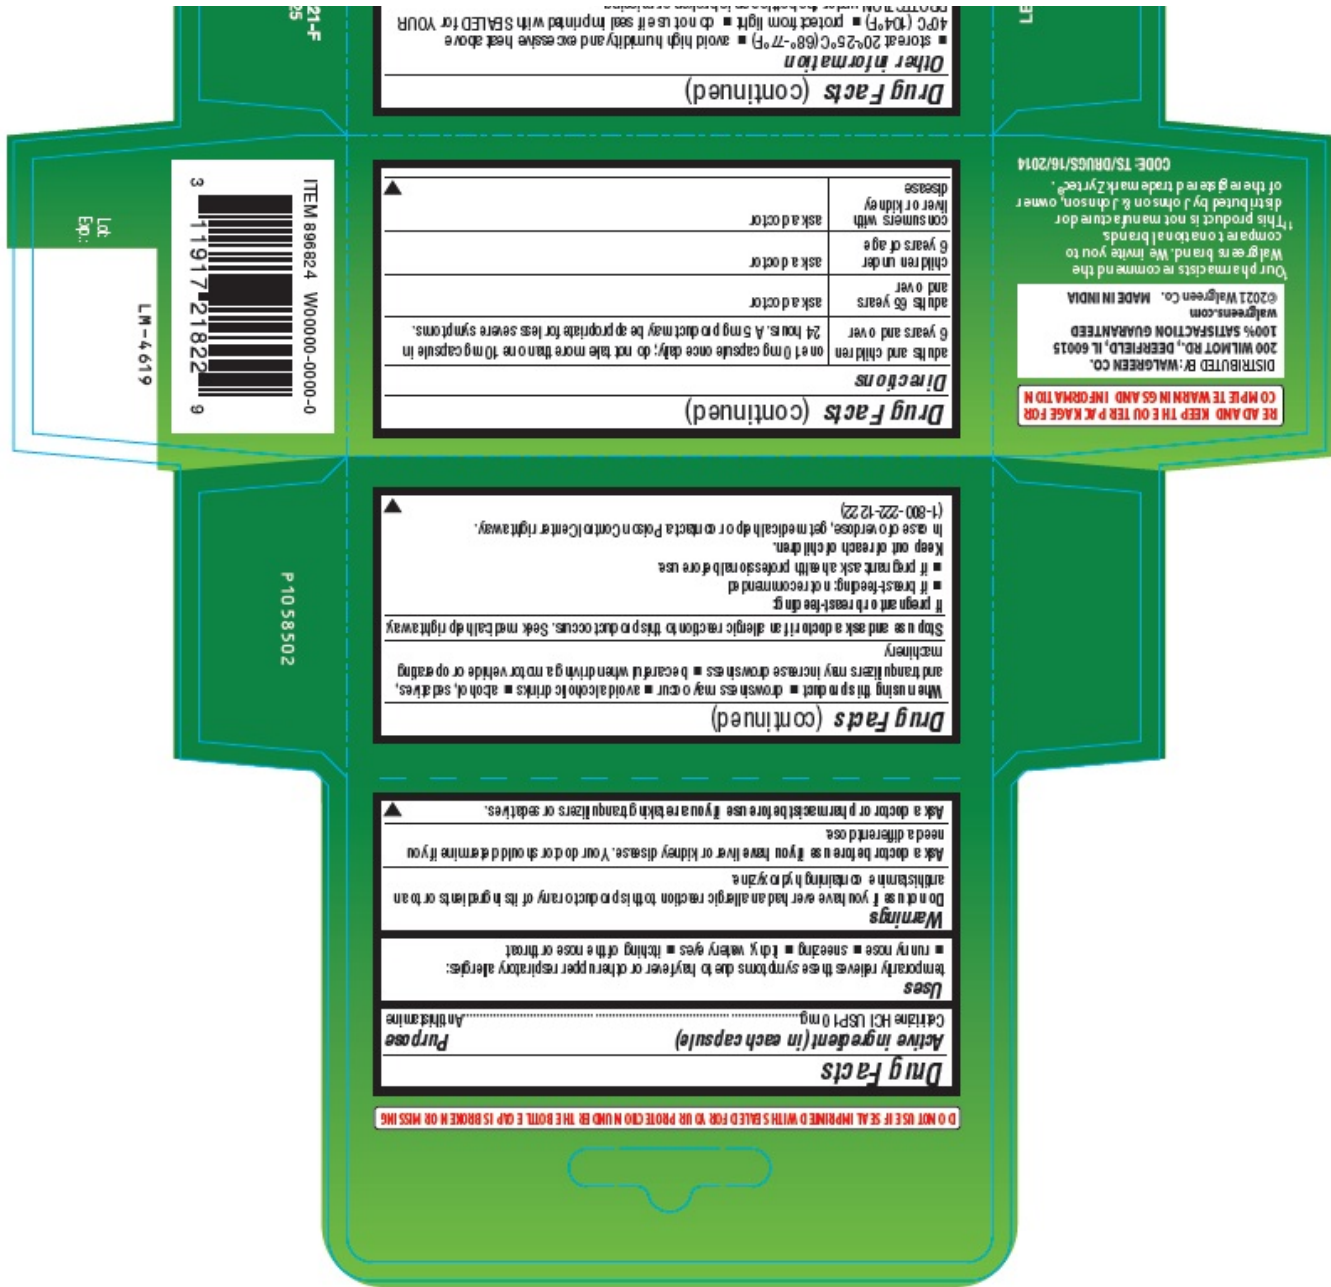 DO NOT USE IF SEAL IMPRINTED WITH SEALED FOR YOUR PROTECTION UNDER THE BOTTLE CAP IS BROKEN OR MISSING
Drug Facts
Active ingredient (in each capsule) Purpose
Cetirizine HCl USP 10 mg........................Antihistamine
Uses
temporarily relieves these symptoms due to hay fever or other upper respiratory allergies:
■ runny nose ■ sneezing ■ itchy, watery eyes ■ itching of the nose or throat
Warnings
Do not use if you have ever had an allergic reaction to this product or any of its ingredients or to an
antihistamine containing hydroxyzine.
Ask a doctor before use if you have liver or kidney disease. Your doctor should determine if you
need a different dose.
Ask a doctor or pharmacist before use if you are taking tranquilizers or sedatives.
Drug Facts (continued)
When using this product ■ drowsiness may occur ■ avoid alcoholic drinks ■ alcohol, sedatives,
and tranquilizers may increase drowsiness ■ be careful when driving a motor vehicle or operating
machinery
Stop use and ask a doctor if an allergic reaction to this product occurs. Seek medical help right away
If pregnant or breast-feeding:
■ if breast-feeding: not recommended
■ if pregnant: ask a health professional before use.
Keep out of reach of children.
In case of overdose, get medical help or contact a Poison Control Center right away.
(1-800-222-1222)
P1058502
READ AND KEEP THE OUTER PACKAGE FOR
COMPLETE WARNINGS AND INFORMATION
DISTRIBUTED BY: WALGREEN CO.
200 WILMOT RD., DEERFIELD, IL 60015
100% SATISFACTION GUARANTEED
walgreens.com
©2021 Walgreen Co. MADE IN INDIA
†Our pharmacists recommend the
Walgreens brand. We invite you to
compare to national brands.
††This product is not manufactured or
distributed by Johnson & Johnson, owner
of the registered trademark Zyrtec®.
CODE: TS/DRUGS/16/2014
Drug Facts (continued)
Directions
adults and children
6 years and over
one 10 mg capsule once daily; do not take more than one 10 mg capsule in
24 hours. A 5 mg product may be appropriate for less severe symptoms.
adults 65 years
and over
ask a doctor
children under
6 years of age
ask a doctor
consumers with
liver or kidney
disease
ask a doctor
ITEM 896824 W00000-0000-0
3 11917 21822 9
LM-4619
Lot:
Exp.:
Drug Facts (continued)
Other information
■ store at 20º-25ºC (68º-77ºF) ■ avoid high humidity and excessive heat above
40ºC (104ºF) ■ protect from light ■ do not use if seal imprinted with SEALED for YOUR
PROTECTION under the bottle cap is broken or missing
21-F
25